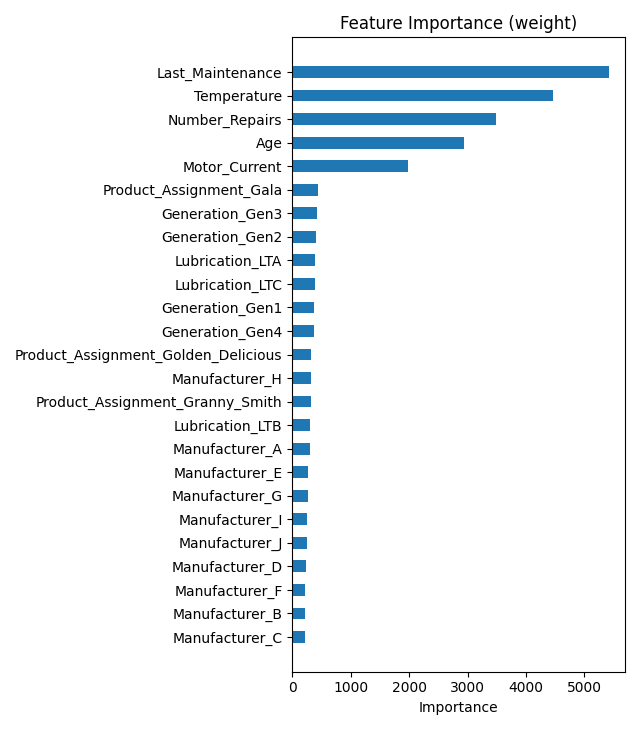 Feature Importance (weight)
Last_Maintenance
Temperature
Number_Repairs
Age
Motor_Current
Product_Assignment_Gala
Generation_Gen3
Generation_Gen2
Lubrication_LTA
Lubrication_LTC
Generation_Gen1
Generation_Gen4
Product_Assignment_Golden_Delicious
Manufacturer_H
Product_Assignment_Granny_Smith
Lubrication_LTB
Manufacturer_A
Manufacturer_E
Manufacturer_G
Manufacturer_I
Manufacturer_J
Manufacturer_D
Manufacturer_F
Manufacturer_B
Manufacturer_C
0 1000 2000 3000 4000 5000
Importance